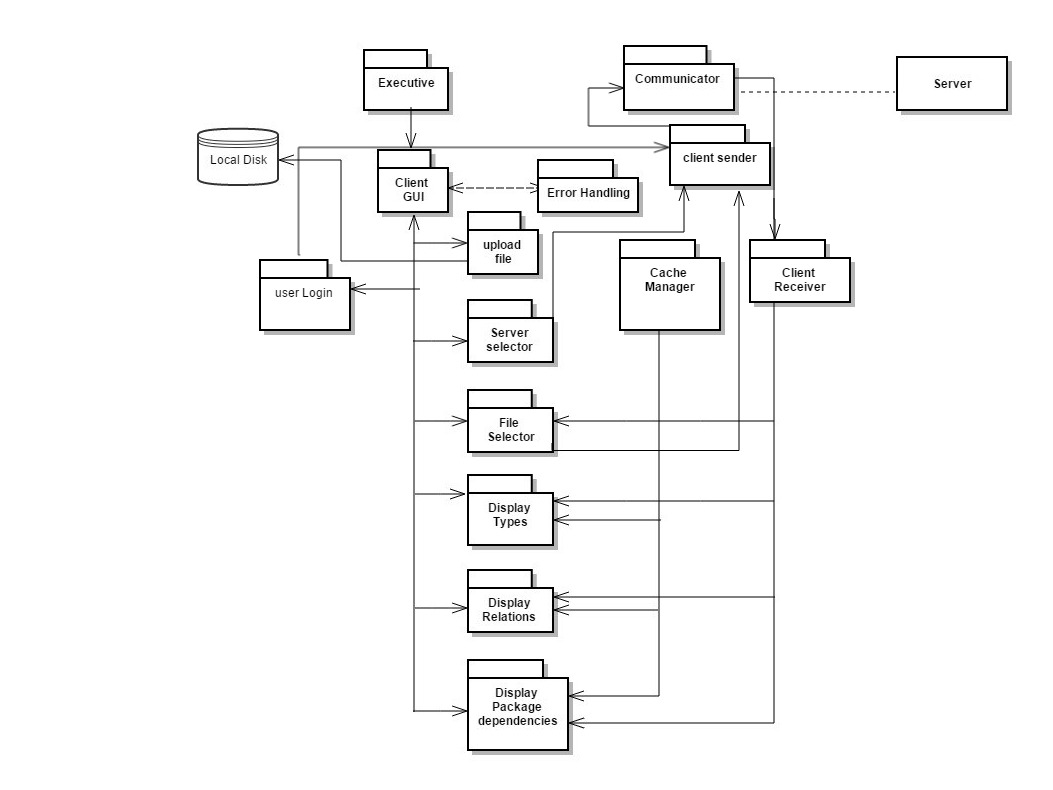 Executive
Communicator
Server
Local Disk
client sender
Client
GUI
Error Handling
upload
file
user Login
Cache
Manager
Client
Receiver
Server
selector
File
Selector
Display
Types
Display
Relations
Display
Package
dependencies